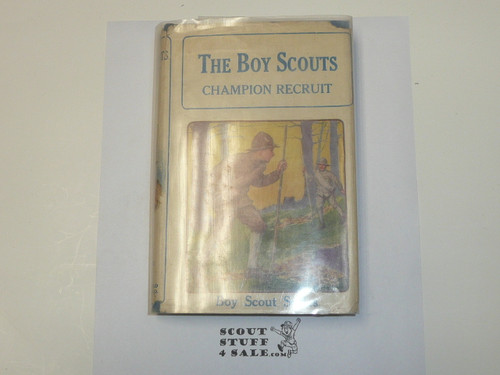 THE BOY SCOUTS
CHAMPION RECRUIT
Boy Scout
SCOUT
STUFF
4 SALE.COM